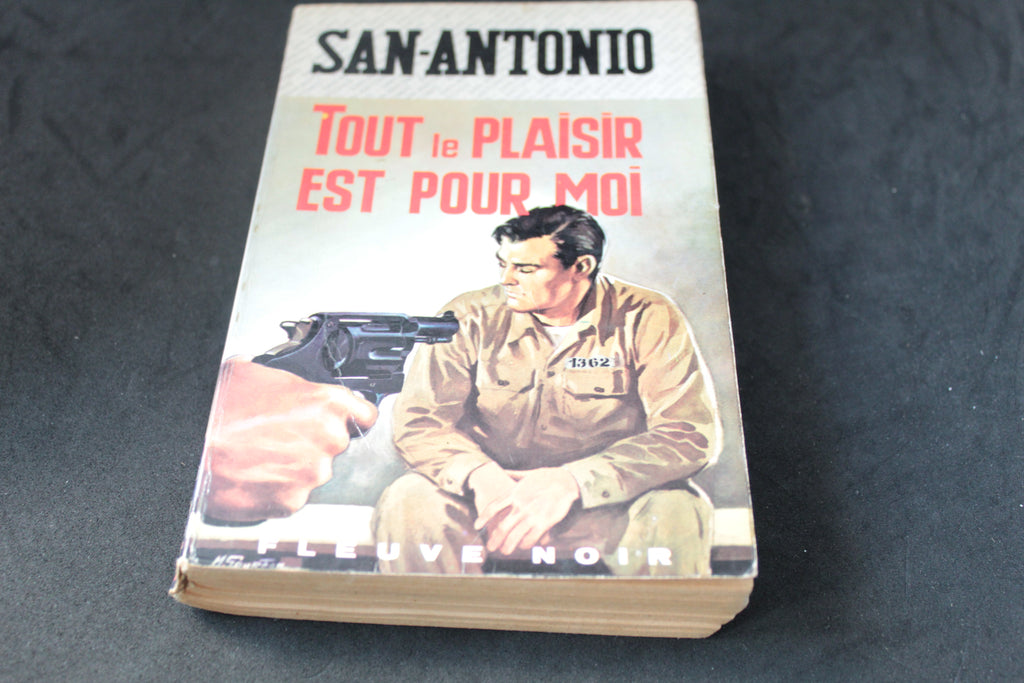 SAN-ANTONIO
TOUT le PLAISIR
EST POUR MOI
1362
FLEUVE NOIR